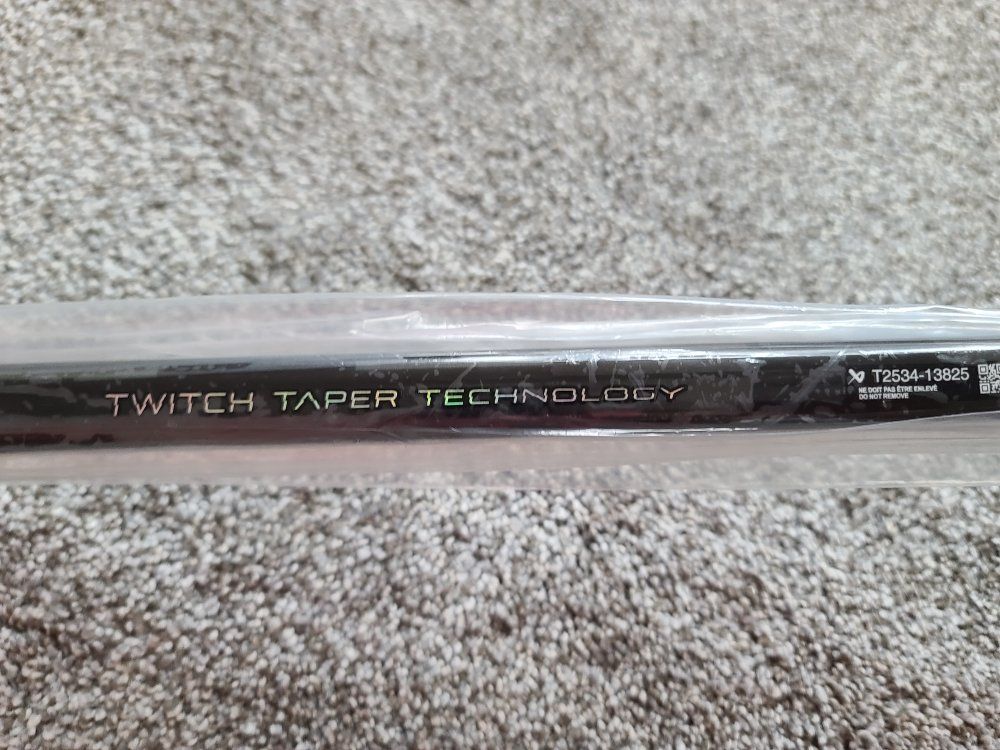 TWITCH TAPER TECHNOLOGY
T2534-13825
NE DOIT PAS ÊTRE ENLEVÉ
DO NOT REMOVE